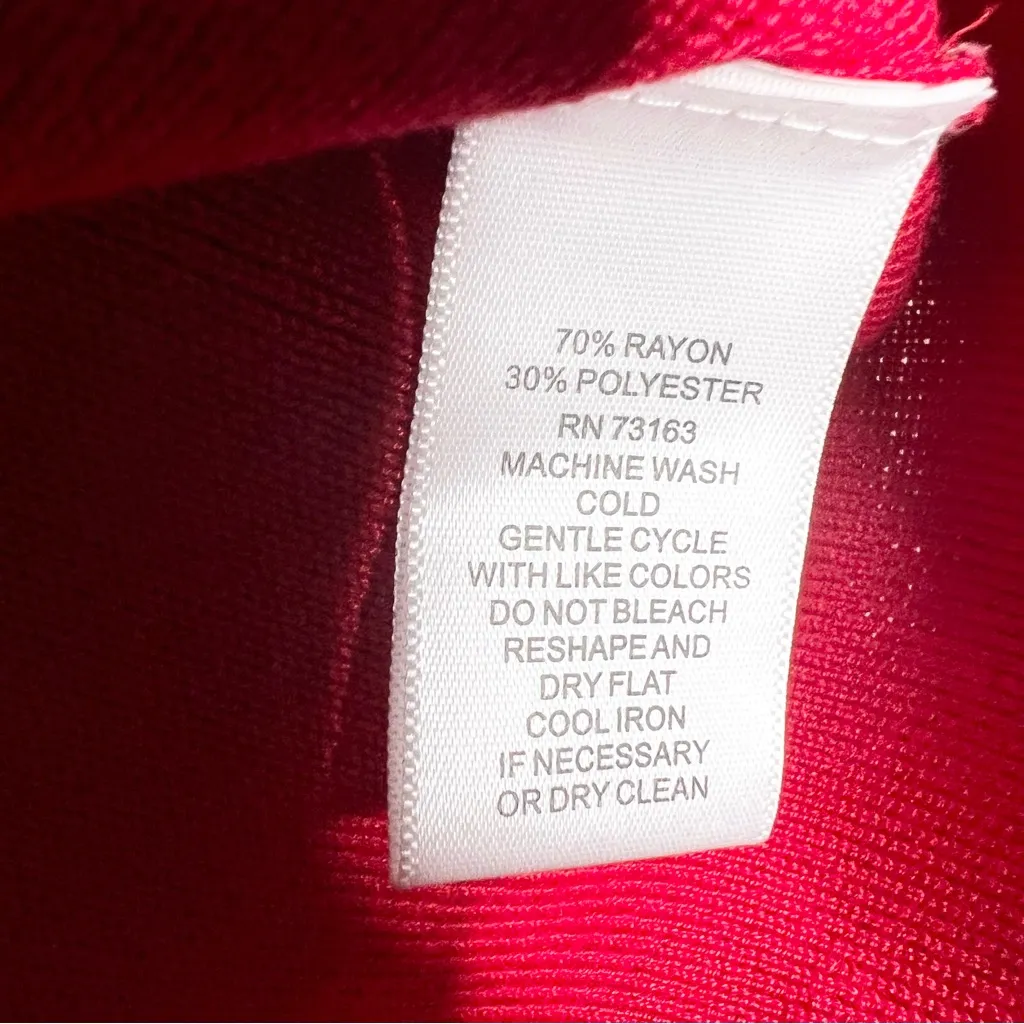 70% RAYON
30% POLYESTER
RN 73163
MACHINE WASH
COLD
GENTLE CYCLE
WITH LIKE COLORS
DO NOT BLEACH
RESHAPE AND
DRY FLAT
COOL IRON
IF NECESSARY
OR DRY CLEAN